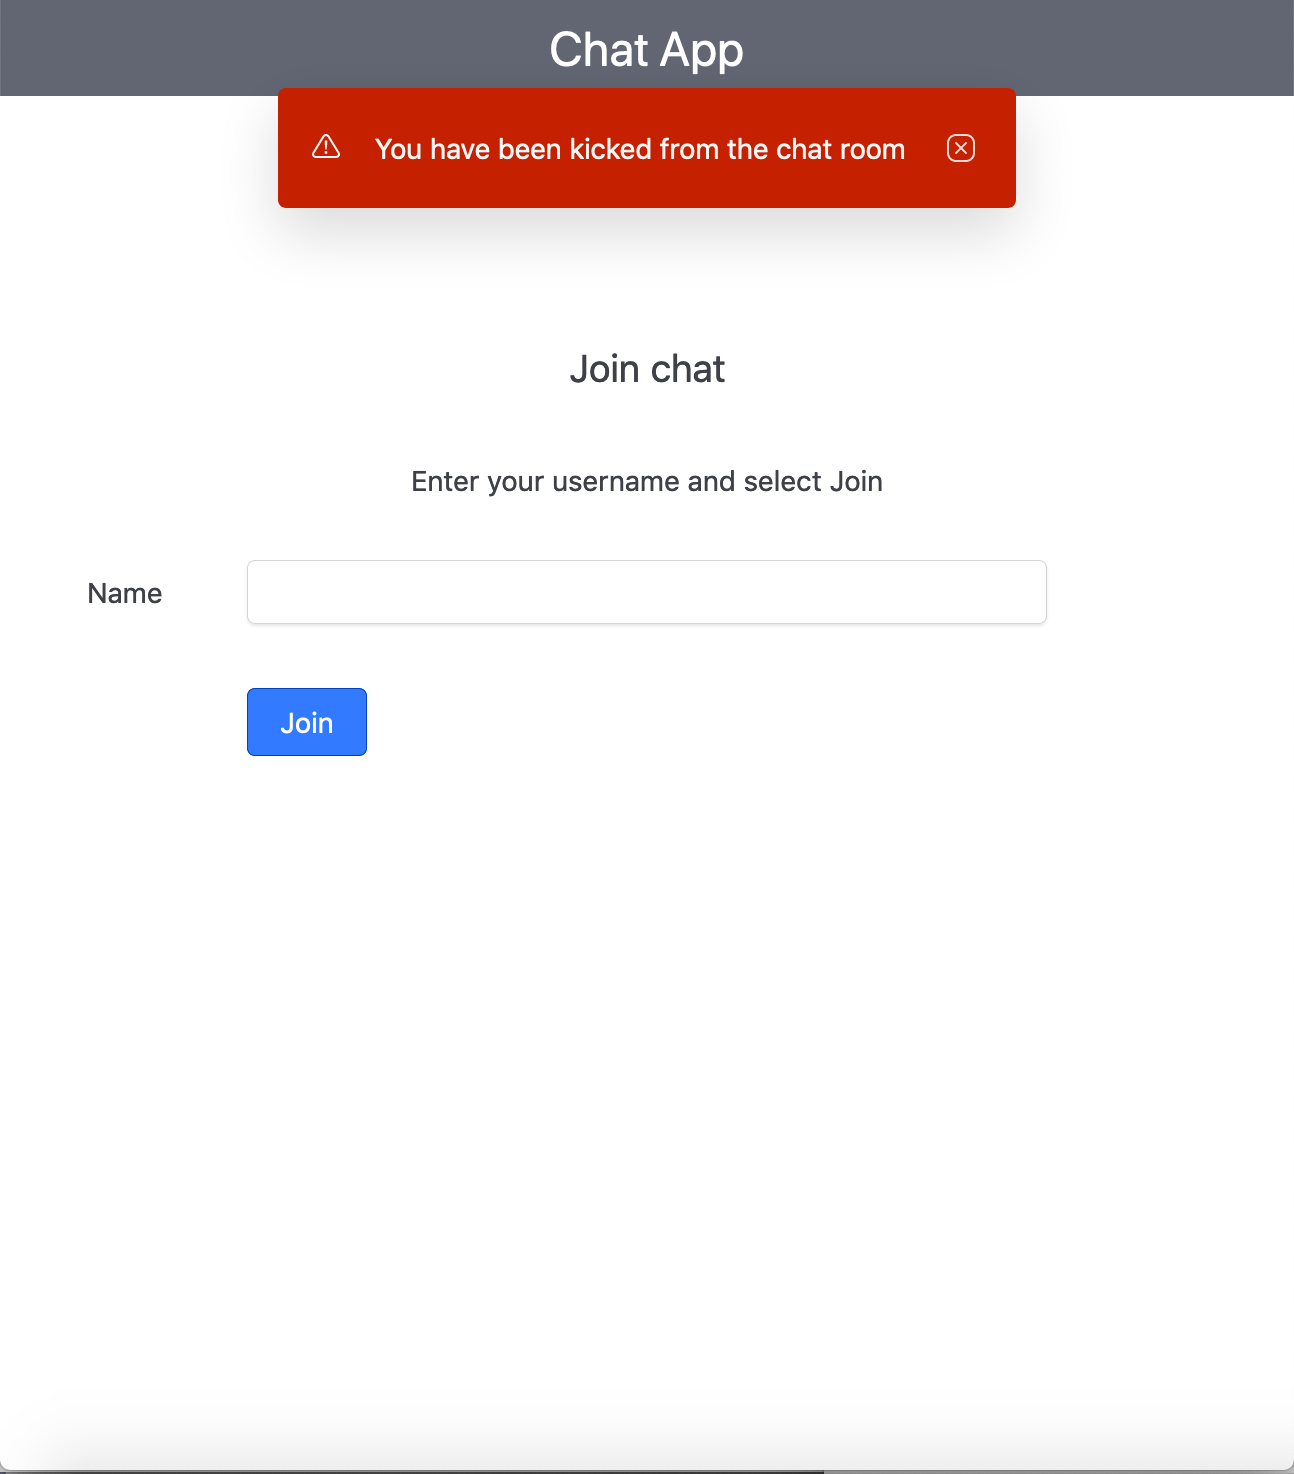 Chat App
You have been kicked from the chat room
Join chat
Enter your username and select Join
Name
Join